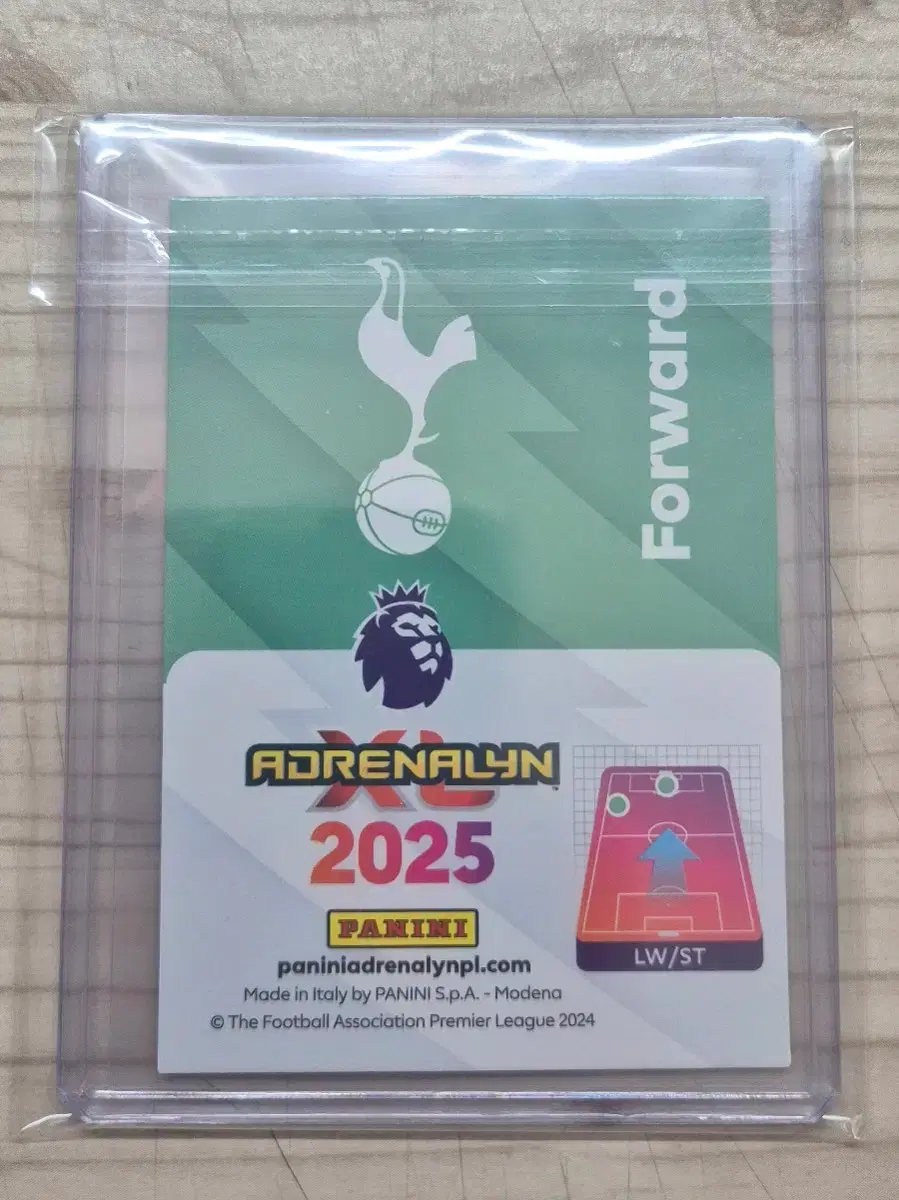 Forward
ADRENALYN
XL
™
2025
PANINI
paniniadrenalynpl.com
Made in Italy by PANINI S.p.A. - Modena
© The Football Association Premier League 2024
LW/ST